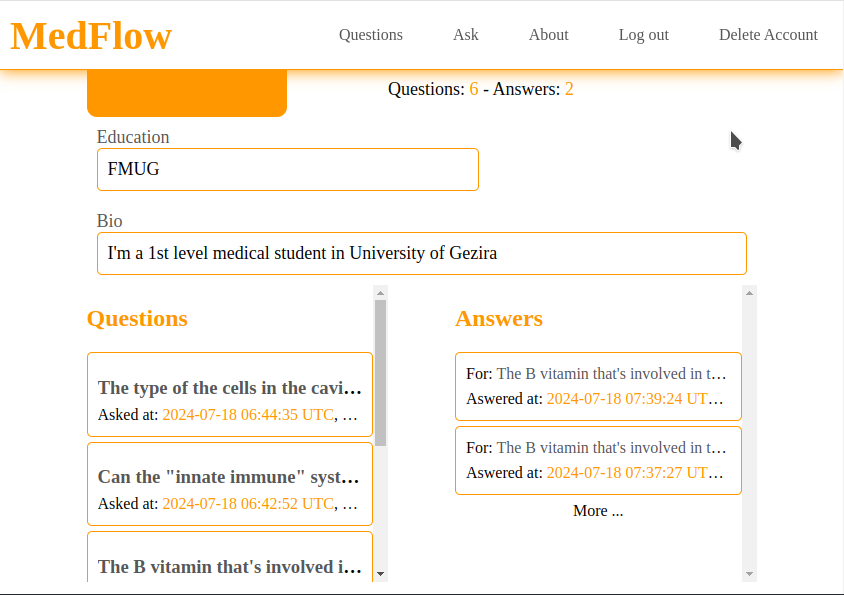 MedFlow
Questions Ask About Log out Delete Account
Questions: 6 - Answers: 2
Education
FMUG
Bio
I'm a 1st level medical student in University of Gezira
Questions
The type of the cells in the cavi...
Asked at: 2024-07-18 06:44:35 UTC, ...
Can the "innate immune" syst...
Asked at: 2024-07-18 06:42:52 UTC, ...
The B vitamin that's involved i...
Answers
For: The B vitamin that's involved in t...
Aswered at: 2024-07-18 07:39:24 UT...
For: The B vitamin that's involved in t...
Aswered at: 2024-07-18 07:37:27 UT...
More ...